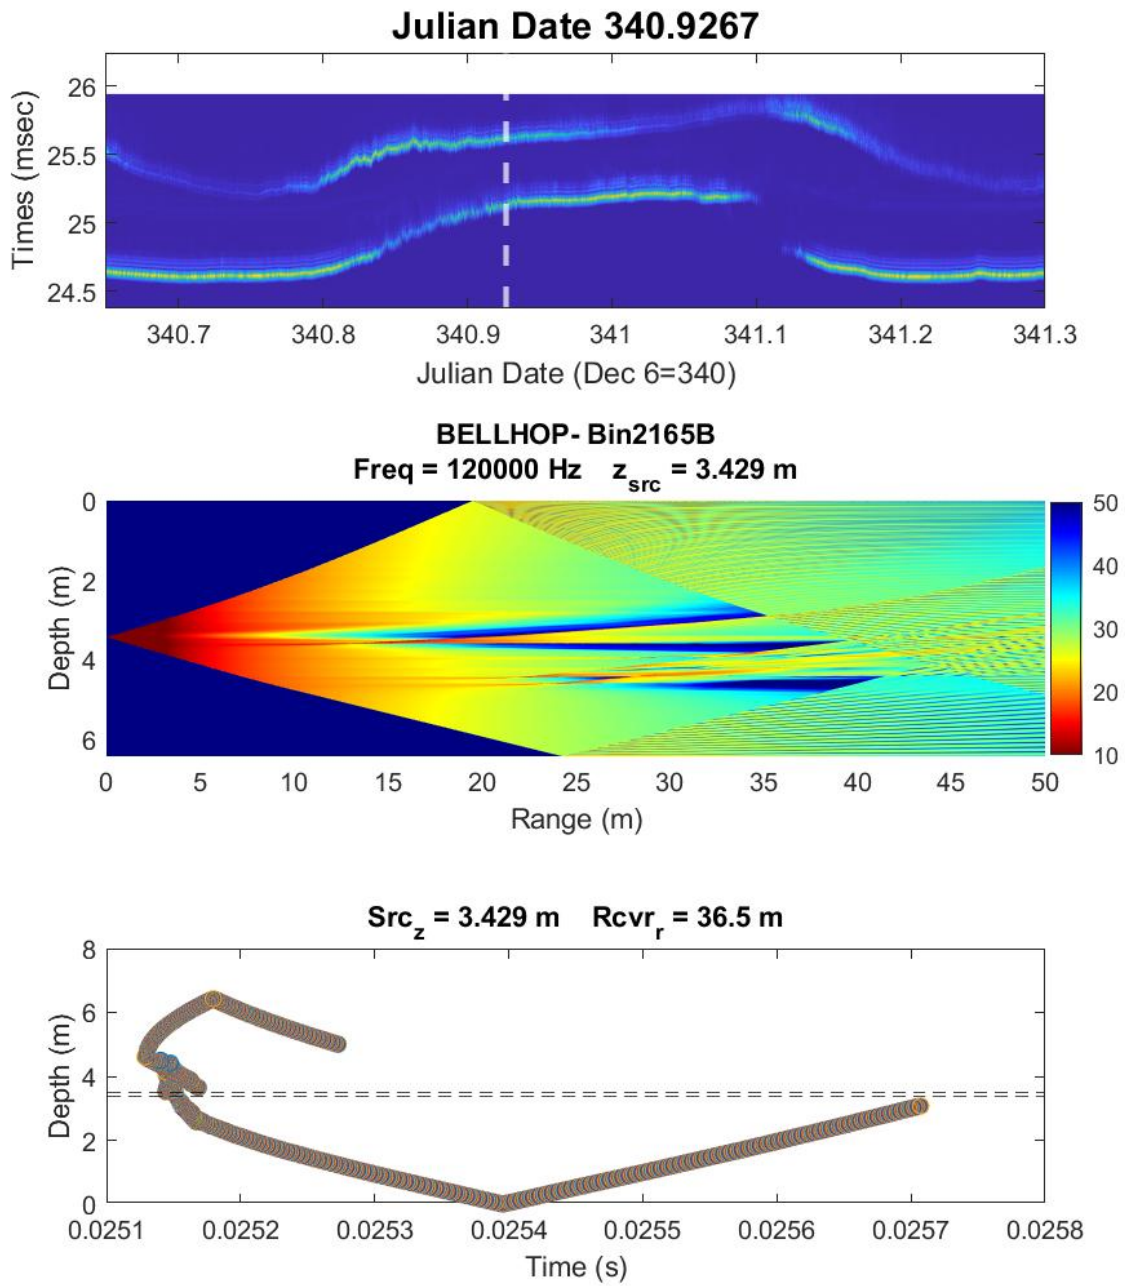 Julian Date 340.9267
Times (msec)
26
25.5
25
24.5
340.7 340.8 340.9 341 341.1 341.2 341.3
Julian Date (Dec 6=340)
BELLHOP- Bin2165B
Freq = 120000 Hz z_src = 3.429 m
Depth (m)
0
2
4
6
50
40
30
20
10
0 5 10 15 20 25 30 35 40 45 50
Range (m)
Src_z = 3.429 m Rcvr_r = 36.5 m
Depth (m)
8
6
4
2
0
0.0251 0.0252 0.0253 0.0254 0.0255 0.0256 0.0257 0.0258
Time (s)